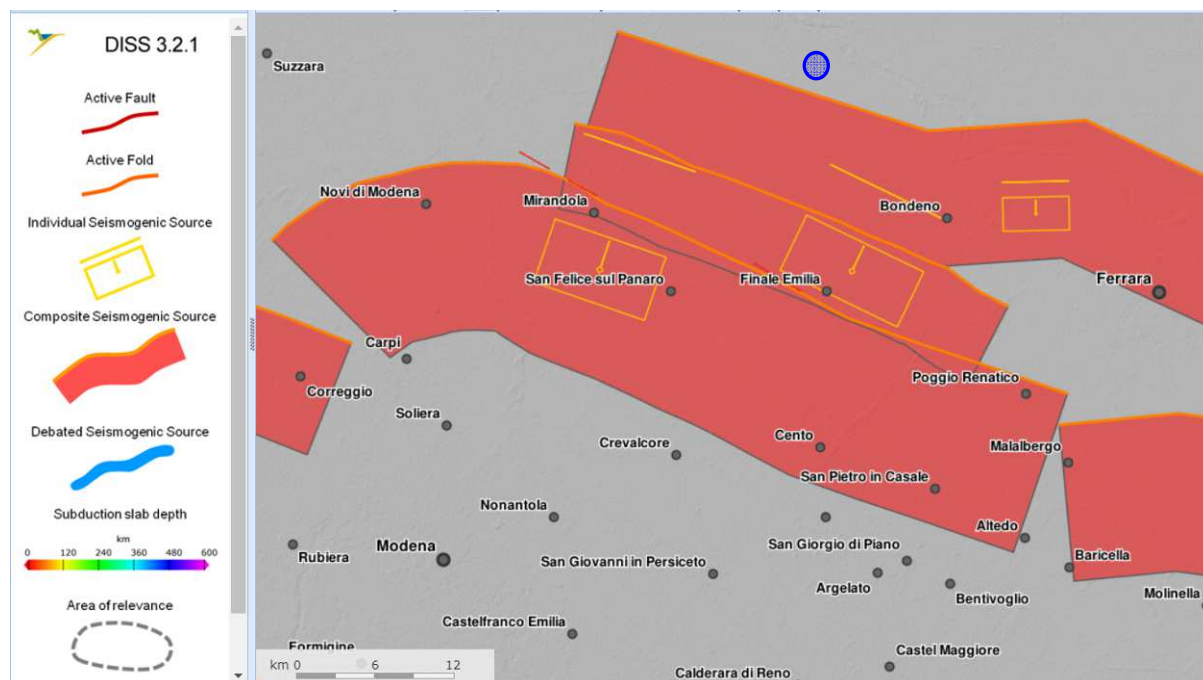 DISS 3.2.1
Active Fault
Active Fold
Individual Seismogenic Source
Composite Seismogenic Source
Debated Seismogenic Source
Subduction slab depth
km
0 120 240 360 480 600
Area of relevance
Suzzara
Novi di Modena
Mirandola
Bondeno
San Felice sul Panaro
Finale Emilia
Ferrara
Carpi
Correggio
Poggio Renatico
Soliera
Crevalcore
Cento
Malalbergo
San Pietro in Casale
Nonantola
Altedo
Rubiera
Modena
San Giorgio di Piano
Baricella
San Giovanni in Persiceto
Argelato
Bentivoglio
Molinella
Castelfranco Emilia
Formigine
Castel Maggiore
Calderara di Reno
km 0 6 12